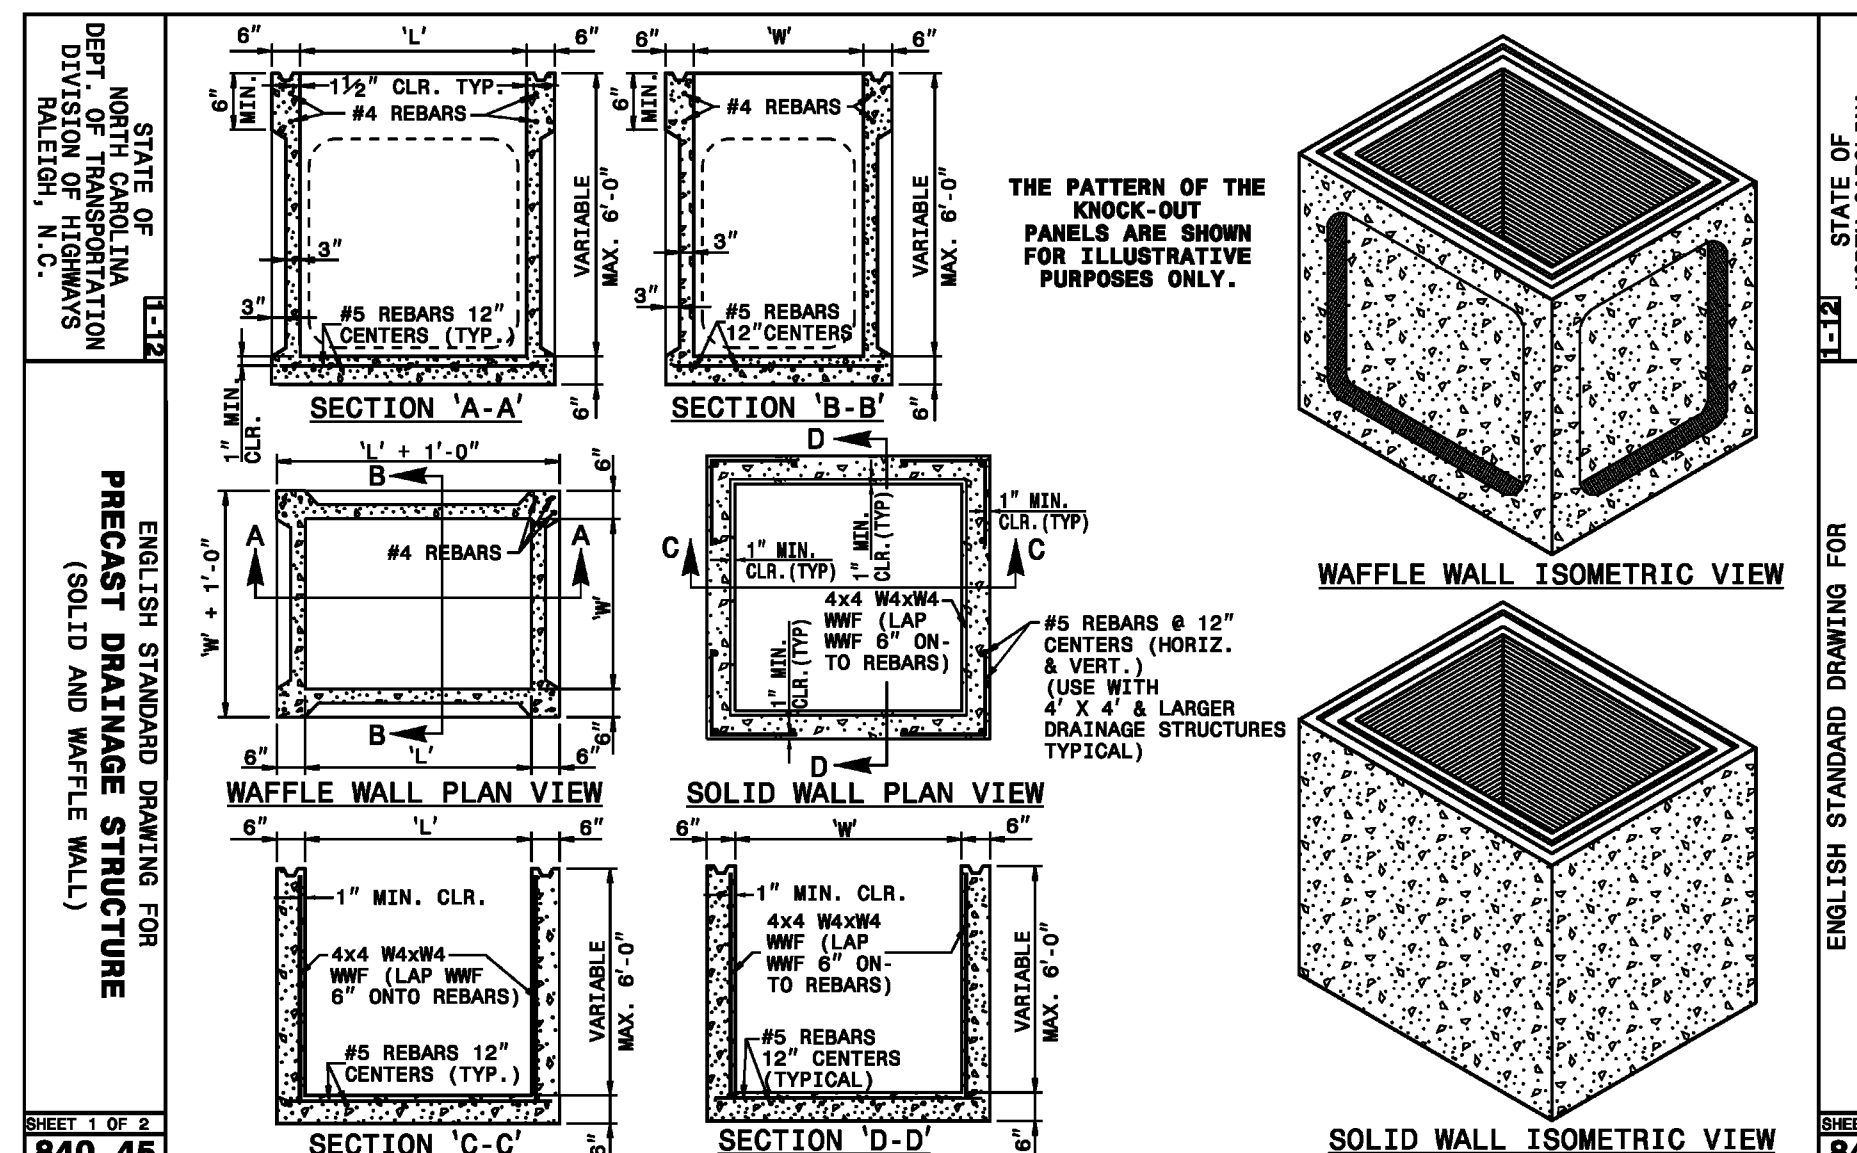 STATE OF
NORTH CAROLINA
DEPT. OF TRANSPORTATION
DIVISION OF HIGHWAYS
RALEIGH, N.C.
1-12
ENGLISH STANDARD DRAWING FOR
PRECAST DRAINAGE STRUCTURE
(SOLID AND WAFFLE WALL)
SHEET 1 OF 2
840.45
6" 'L' 6"
6" MIN.
1½" CLR. TYP.
#4 REBARS
3"
3"
#5 REBARS 12"
CENTERS (TYP.)
VARIABLE
MAX. 6'-0"
6"
1" MIN.
CLR.
SECTION 'A-A'
6" 'W' 6"
6" MIN.
#4 REBARS
3"
3"
#5 REBARS
12"CENTERS
VARIABLE
MAX. 6'-0"
6"
SECTION 'B-B'
THE PATTERN OF THE
KNOCK-OUT
PANELS ARE SHOWN
FOR ILLUSTRATIVE
PURPOSES ONLY.
WAFFLE WALL ISOMETRIC VIEW
'L' + 1'-0"
6"
B
A A
#4 REBARS
'W' + 1'-0"
'W'
B
6"
6" 'L' 6"
WAFFLE WALL PLAN VIEW
D
1" MIN.
CLR.(TYP)
1" MIN.
CLR.(TYP)
C C
1" MIN.
CLR.(TYP)
4x4 W4xW4
WWF (LAP
WWF 6" ON-
TO REBARS)
1" MIN.
CLR.(TYP)
#5 REBARS @ 12"
CENTERS (HORIZ.
& VERT.)
(USE WITH
4' X 4' & LARGER
DRAINAGE STRUCTURES
TYPICAL)
D
SOLID WALL PLAN VIEW
6" 'L' 6"
1" MIN. CLR.
4x4 W4xW4
WWF (LAP WWF
6" ONTO REBARS)
#5 REBARS 12"
CENTERS (TYP.)
VARIABLE
MAX. 6'-0"
6"
SECTION 'C-C'
6" 'W' 6"
1" MIN. CLR.
4x4 W4xW4
WWF (LAP
WWF 6" ON-
TO REBARS)
#5 REBARS
12" CENTERS
(TYPICAL)
VARIABLE
MAX. 6'-0"
6"
SECTION 'D-D'
SOLID WALL ISOMETRIC VIEW
STATE OF
1-12
ENGLISH STANDARD DRAWING FOR